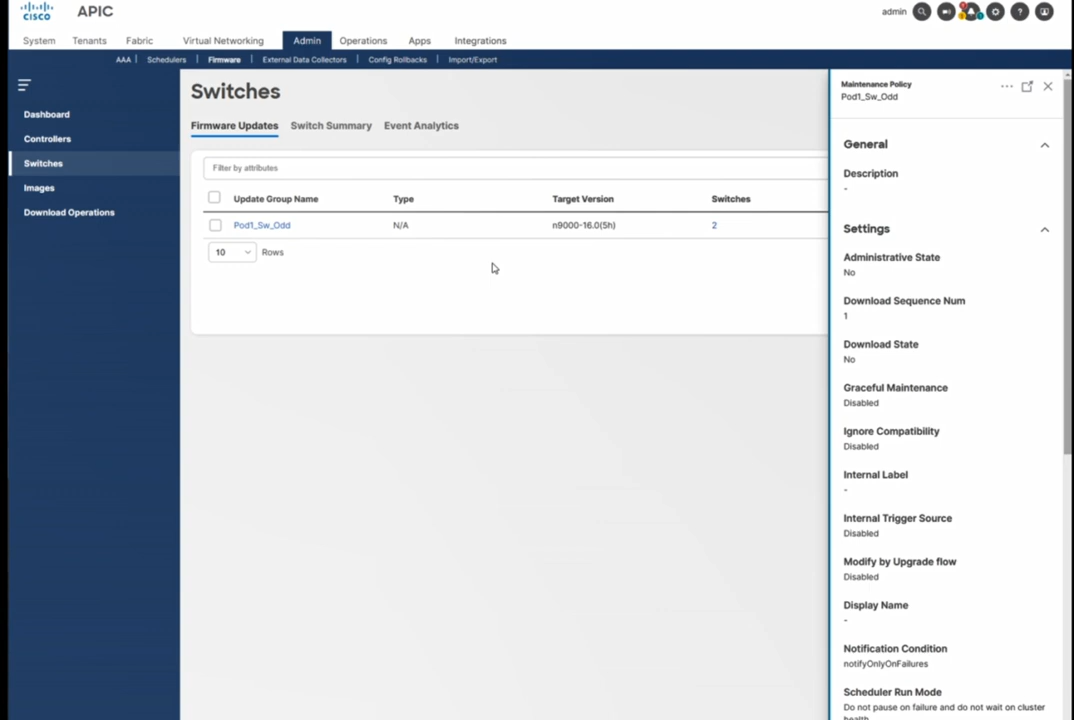 CISCO
APIC
admin
System Tenants Fabric Virtual Networking Admin Operations Apps Integrations
AAA | Schedulers | Firmware | External Data Collectors | Config Rollbacks | Import/Export
Dashboard
Controllers
Switches
Images
Download Operations
Switches
Firmware Updates Switch Summary Event Analytics
Filter by attributes
Update Group Name Type Target Version Switches
Pod1_Sw_Odd N/A n9000-16.0(5h) 2
10 Rows
Maintenance Policy
Pod1_Sw_Odd
General
Description
-
Settings
Administrative State
No
Download Sequence Num
1
Download State
No
Graceful Maintenance
Disabled
Ignore Compatibility
Disabled
Internal Label
-
Internal Trigger Source
Disabled
Modify by Upgrade flow
Disabled
Display Name
-
Notification Condition
notifyOnlyOnFailures
Scheduler Run Mode
Do not pause on failure and do not wait on cluster
health